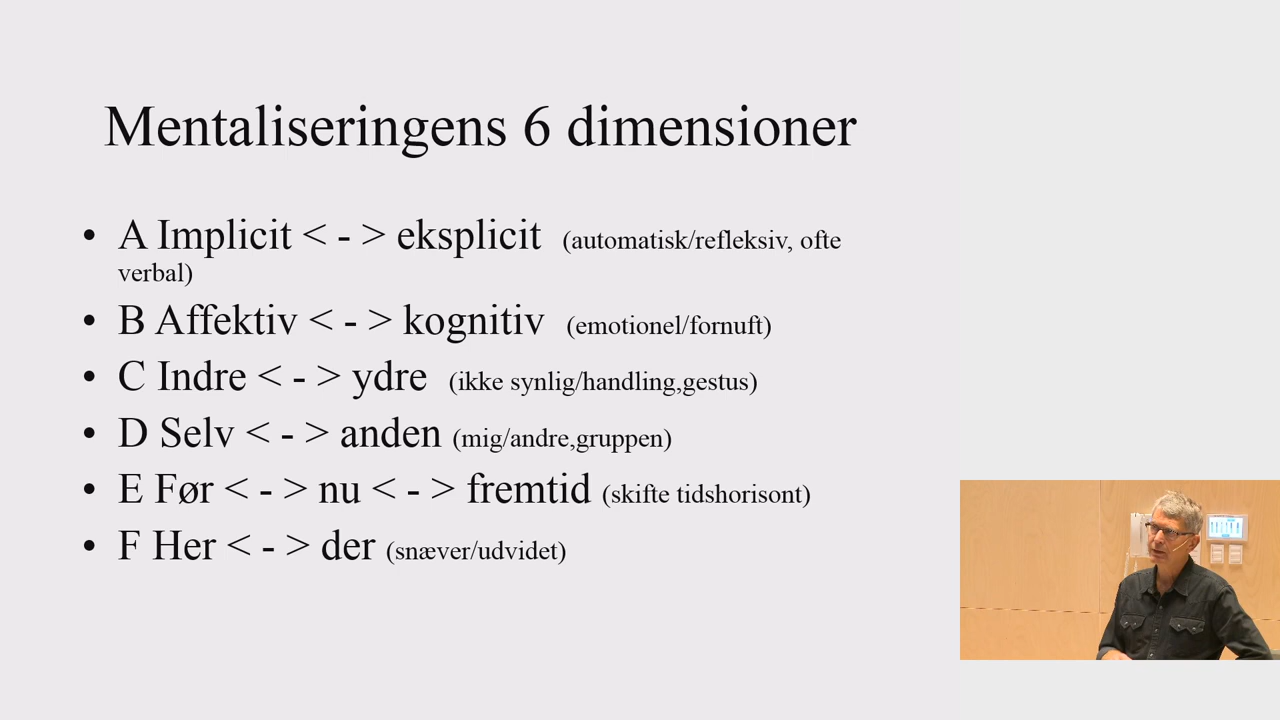 Mentaliseringens 6 dimensioner
• A Implicit < - > eksplicit (automatisk/refleksiv, ofte
verbal)
• B Affektiv < - > kognitiv (emotionel/fornuft)
• C Indre < - > ydre (ikke synlig/handling,gestus)
• D Selv < - > anden (mig/andre,gruppen)
• E Før < - > nu < - > fremtid (skifte tidshorisont)
• F Her < - > der (snæver/udvidet)